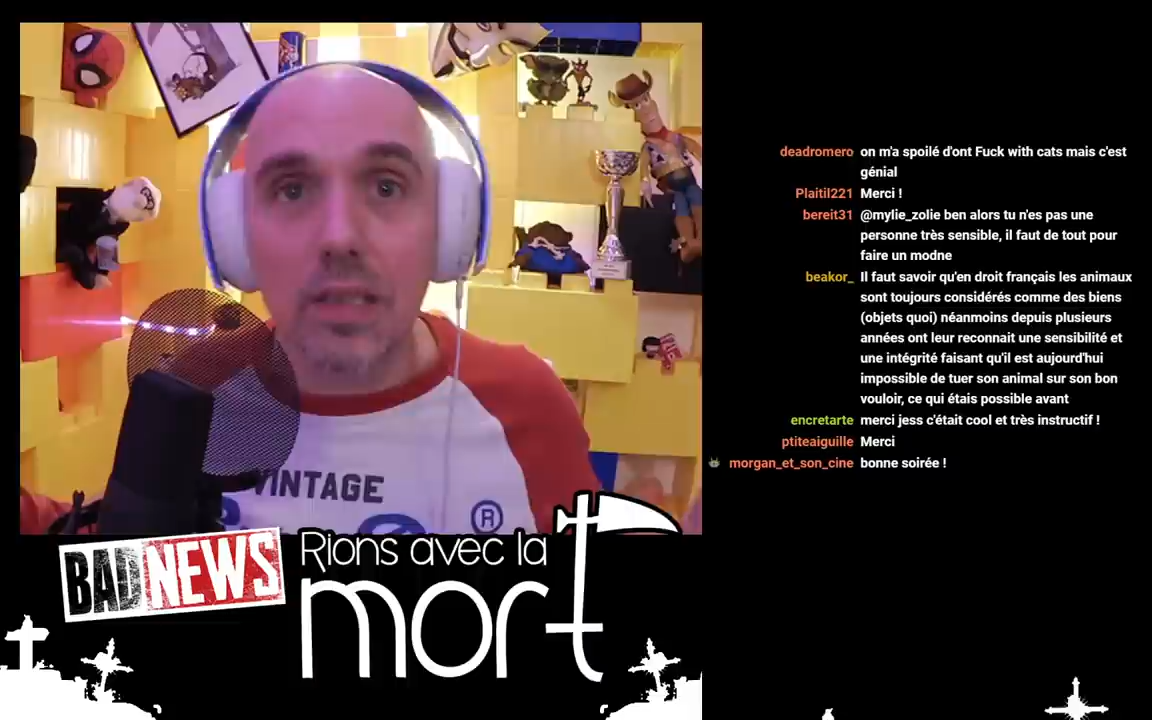 VINTAGE
®
BAD NEWS
Rions avec la
mort
deadromero on m'a spoilé d'ont Fuck with cats mais c'est
génial
Plaitil221 Merci !
bereit31 @mylie_zolie ben alors tu n'es pas une
personne très sensible, il faut de tout pour
faire un modne
beakor_ Il faut savoir qu'en droit français les animaux
sont toujours considérés comme des biens
(objets quoi) néanmoins depuis plusieurs
années ont leur reconnait une sensibilité et
une intégrité faisant qu'il est aujourd'hui
impossible de tuer son animal sur son bon
vouloir, ce qui étais possible avant
encretarte merci jess c'était cool et très instructif !
ptiteaiguille Merci
morgan_et_son_cine bonne soirée !